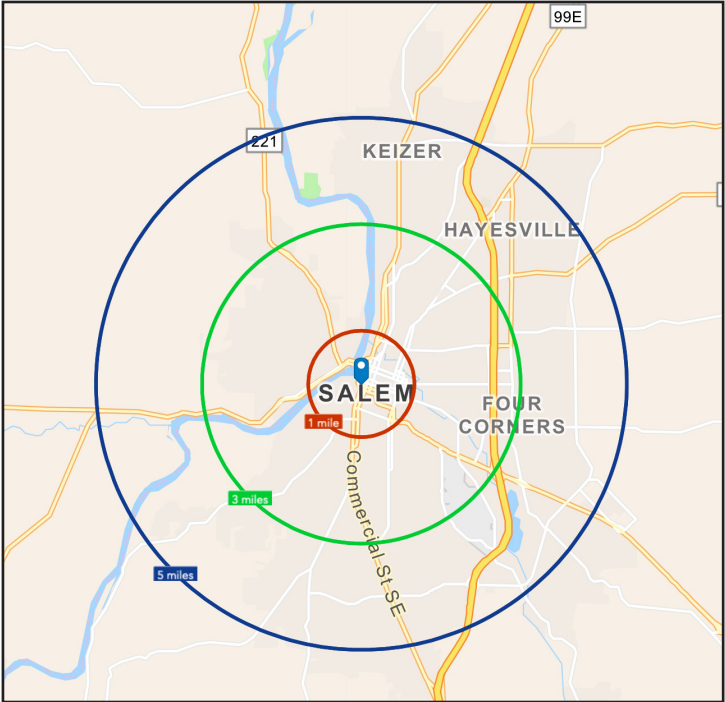 99E
221
KEIZER
HAYESVILLE
SALEM
FOUR
CORNERS
1 mile
Commercial St SE
3 miles
5 miles